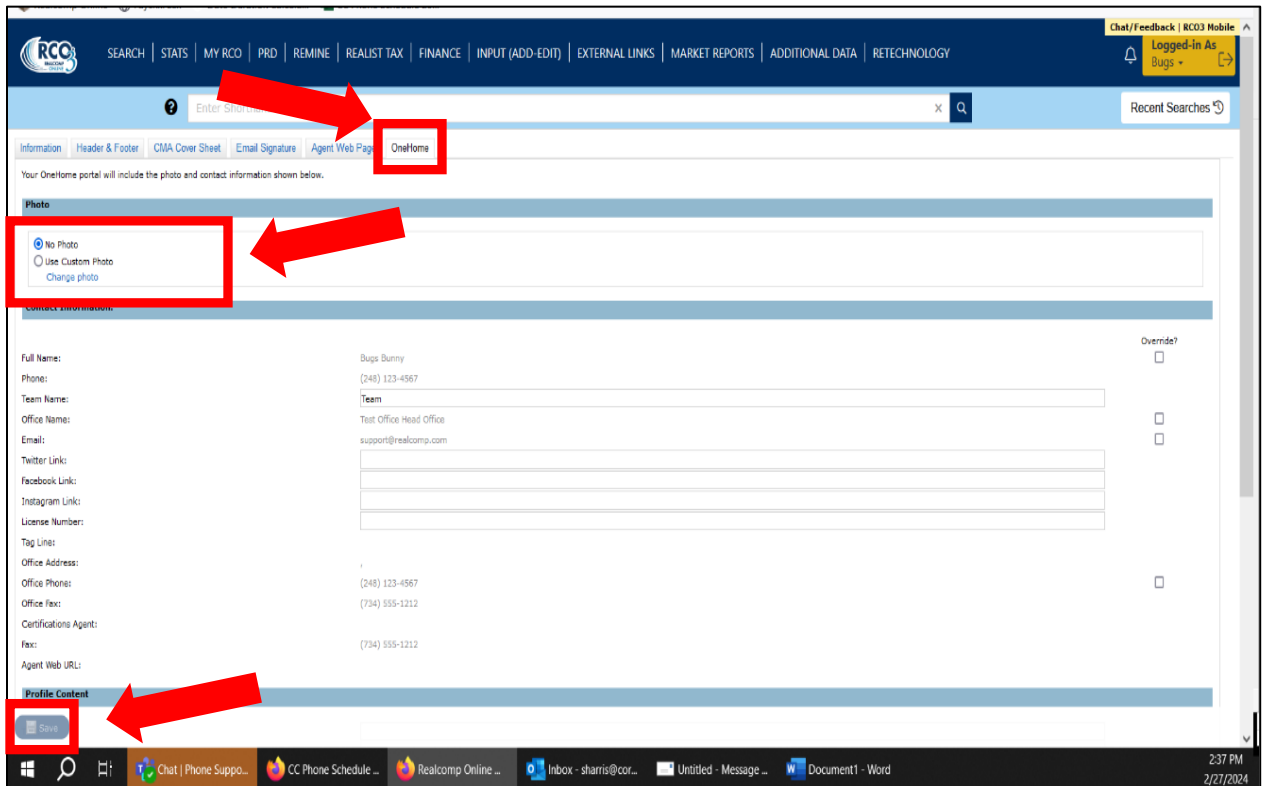 Chat/Feedback | RCO3 Mobile
RCO3
REALCOMP
ONLINE
SEARCH | STATS | MY RCO | PRD | REMINE | REALIST TAX | FINANCE | INPUT (ADD-EDIT) | EXTERNAL LINKS | MARKET REPORTS | ADDITIONAL DATA | RETECHNOLOGY
Logged-in As
Bugs
Enter
Recent Searches
Information Header & Footer CMA Cover Sheet Email Signature Agent Web Page OneHome
Your OneHome portal will include the photo and contact information shown below.
Photo
No Photo
Use Custom Photo
Change photo
Contact Information:
Override?
Full Name: Bugs Bunny
Phone: (248) 123-4567
Team Name: Team
Office Name: Test Office Head Office
Email: support@realcomp.com
Twitter Link:
Facebook Link:
Instagram Link:
License Number:
Tag Line:
Office Address: ,
Office Phone: (248) 123-4567
Office Fax: (734) 555-1212
Certifications Agent:
Fax: (734) 555-1212
Agent Web URL:
Profile Content
Save
Chat | Phone Suppo... CC Phone Schedule ... Realcomp Online ... Inbox - sharris@cor... Untitled - Message ... Document1 - Word
2:37 PM
2/27/2024